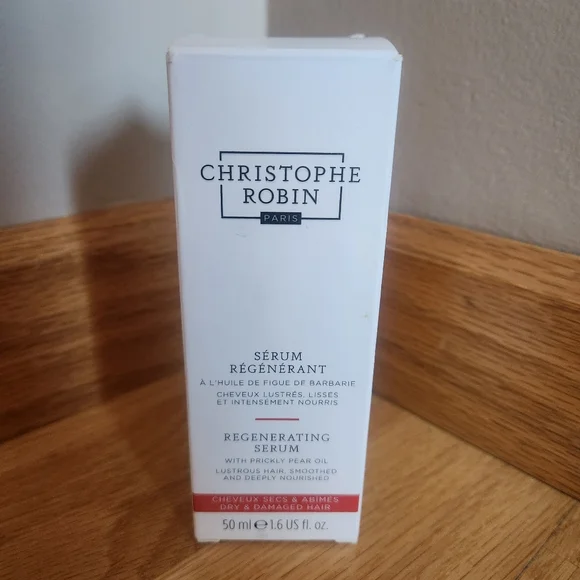 CHRISTOPHE
ROBIN
PARIS
SÉRUM
RÉGÉNÉRANT
À L'HUILE DE FIGUE DE BARBARIE
CHEVEUX LUSTRÉS, LISSES
ET INTENSEMENT NOURRIS
REGENERATING
SERUM
WITH PRICKLY PEAR OIL
LUSTROUS HAIR, SMOOTHED
AND DEEPLY NOURISHED
CHEVEUX SECS & ABÎMÉS
DRY & DAMAGED HAIR
50 ml ℮ 1.6 US fl. oz.